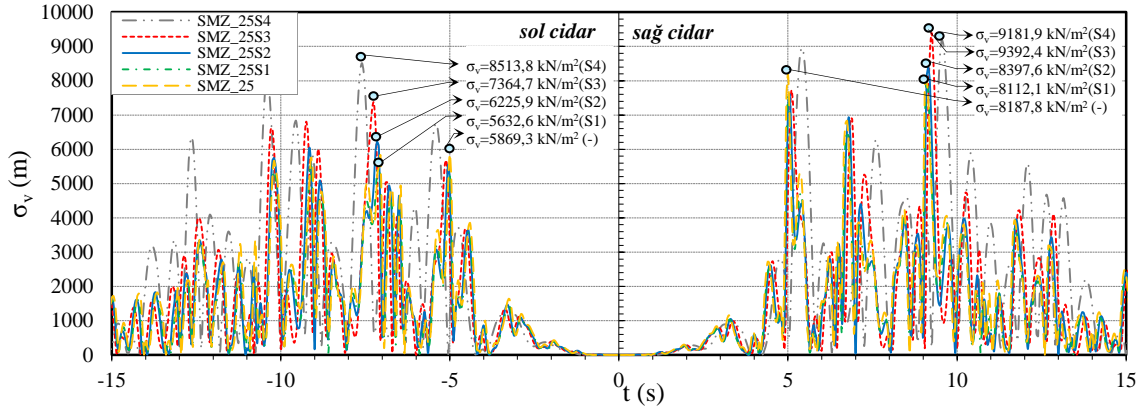 10000
9000
8000
7000
6000
5000
4000
3000
2000
1000
0
σv (m)
SMZ_25S4
SMZ_25S3
SMZ_25S2
SMZ_25S1
SMZ_25
sol cidar
σv=8513,8 kN/m²(S4)
σv=7364,7 kN/m²(S3)
σv=6225,9 kN/m²(S2)
σv=5632,6 kN/m²(S1)
σv=5869,3 kN/m² (-)
sağ cidar
σv=9181,9 kN/m²(S4)
σv=9392,4 kN/m²(S3)
σv=8397,6 kN/m²(S2)
σv=8112,1 kN/m²(S1)
σv=8187,8 kN/m² (-)
-15 -10 -5 0 5 10 15
t (s)